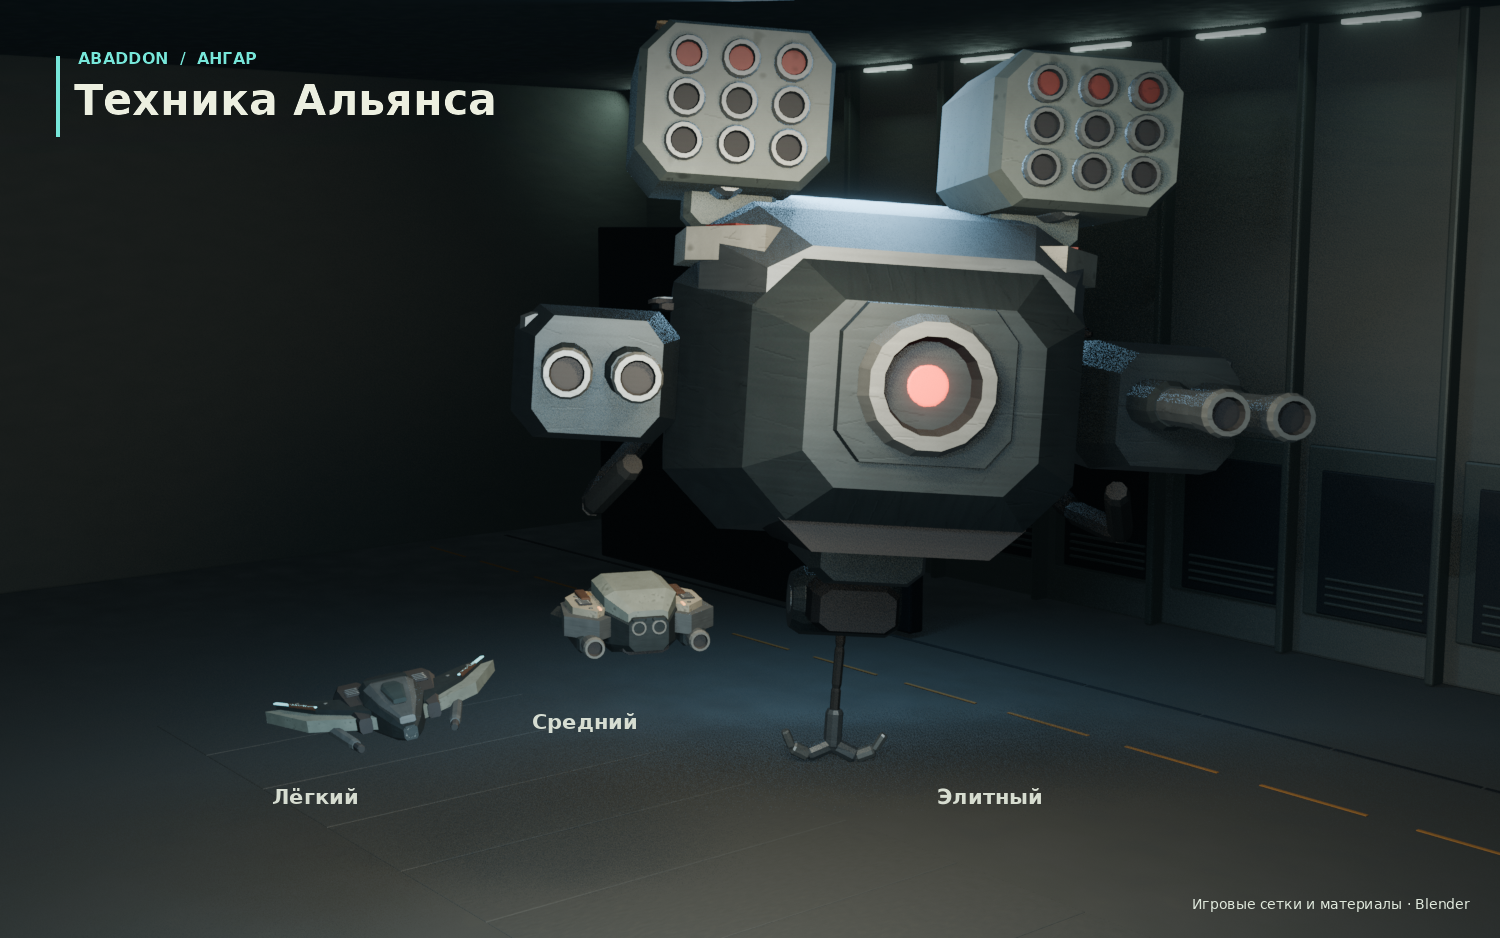 ABADDON / АНГАР
Техника Альянса
Средний
Лёгкий
Элитный
Игровые сетки и материалы · Blender